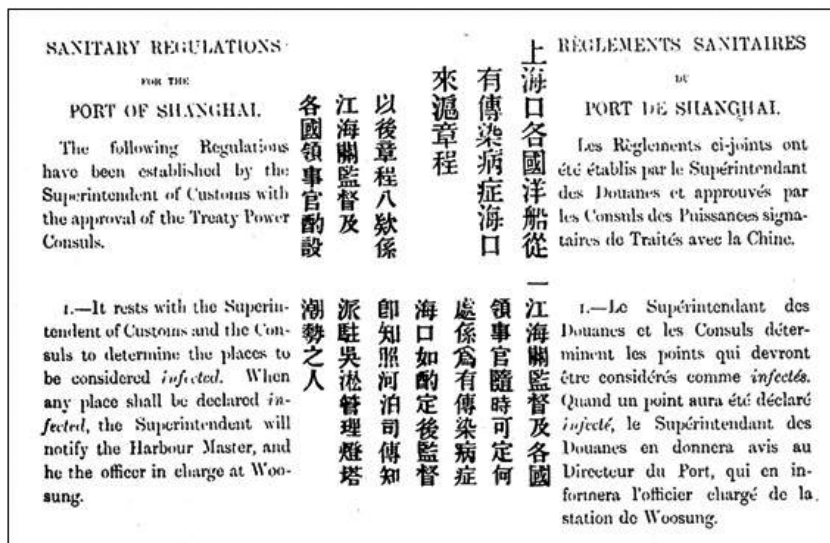 SANITARY REGULATIONS
FOR THE
PORT OF SHANGHAI.
The following Regulations
have been established by the
Superintendent of Customs with
the approval of the Treaty Power
Consuls.
1.—It rests with the Superin-
tendent of Customs and the Con-
suls to determine the places to
be considered infected. When
any place shall be declared in-
fected, the Superintendent will
notify the Harbour Master, and
he the officer in charge at Woo-
sung.
上海口各國洋船從
有傳染病症海口
來滬章程
以後章程八欵係
江海關監督及
各國領事官酌設
一江海關監督及各國
領事官隨時可定何
處係爲有傳染病症
海口如酌定後監督
卽知照河泊司傳知
派駐吳淞管理燈塔
潮勢之人
RÈGLEMENTS SANITAIRES
DU
PORT DE SHANGHAI.
Les Règlements ci-joints ont
été établis par le Supérintendant
des Douanes et approuvés par
les Consuls des Puissances signa-
taires de Traités avec la Chine.
1.—Le Supérintendant des
Douanes et les Consuls déter-
minent les points qui devront
être considérés comme infectés.
Quand un point aura été déclaré
infecté, le Supérintendant des
Douanes en donnera avis au
Directeur du Port, qui en in-
formera l'officier chargé de la
station de Woosung.